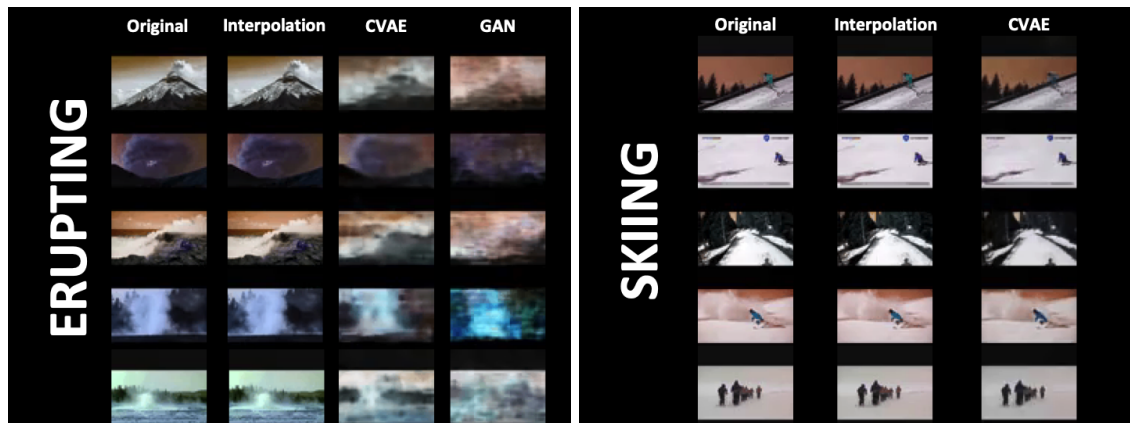 Original Interpolation CVAE GAN
ERUPTING
Original Interpolation CVAE
SKIING